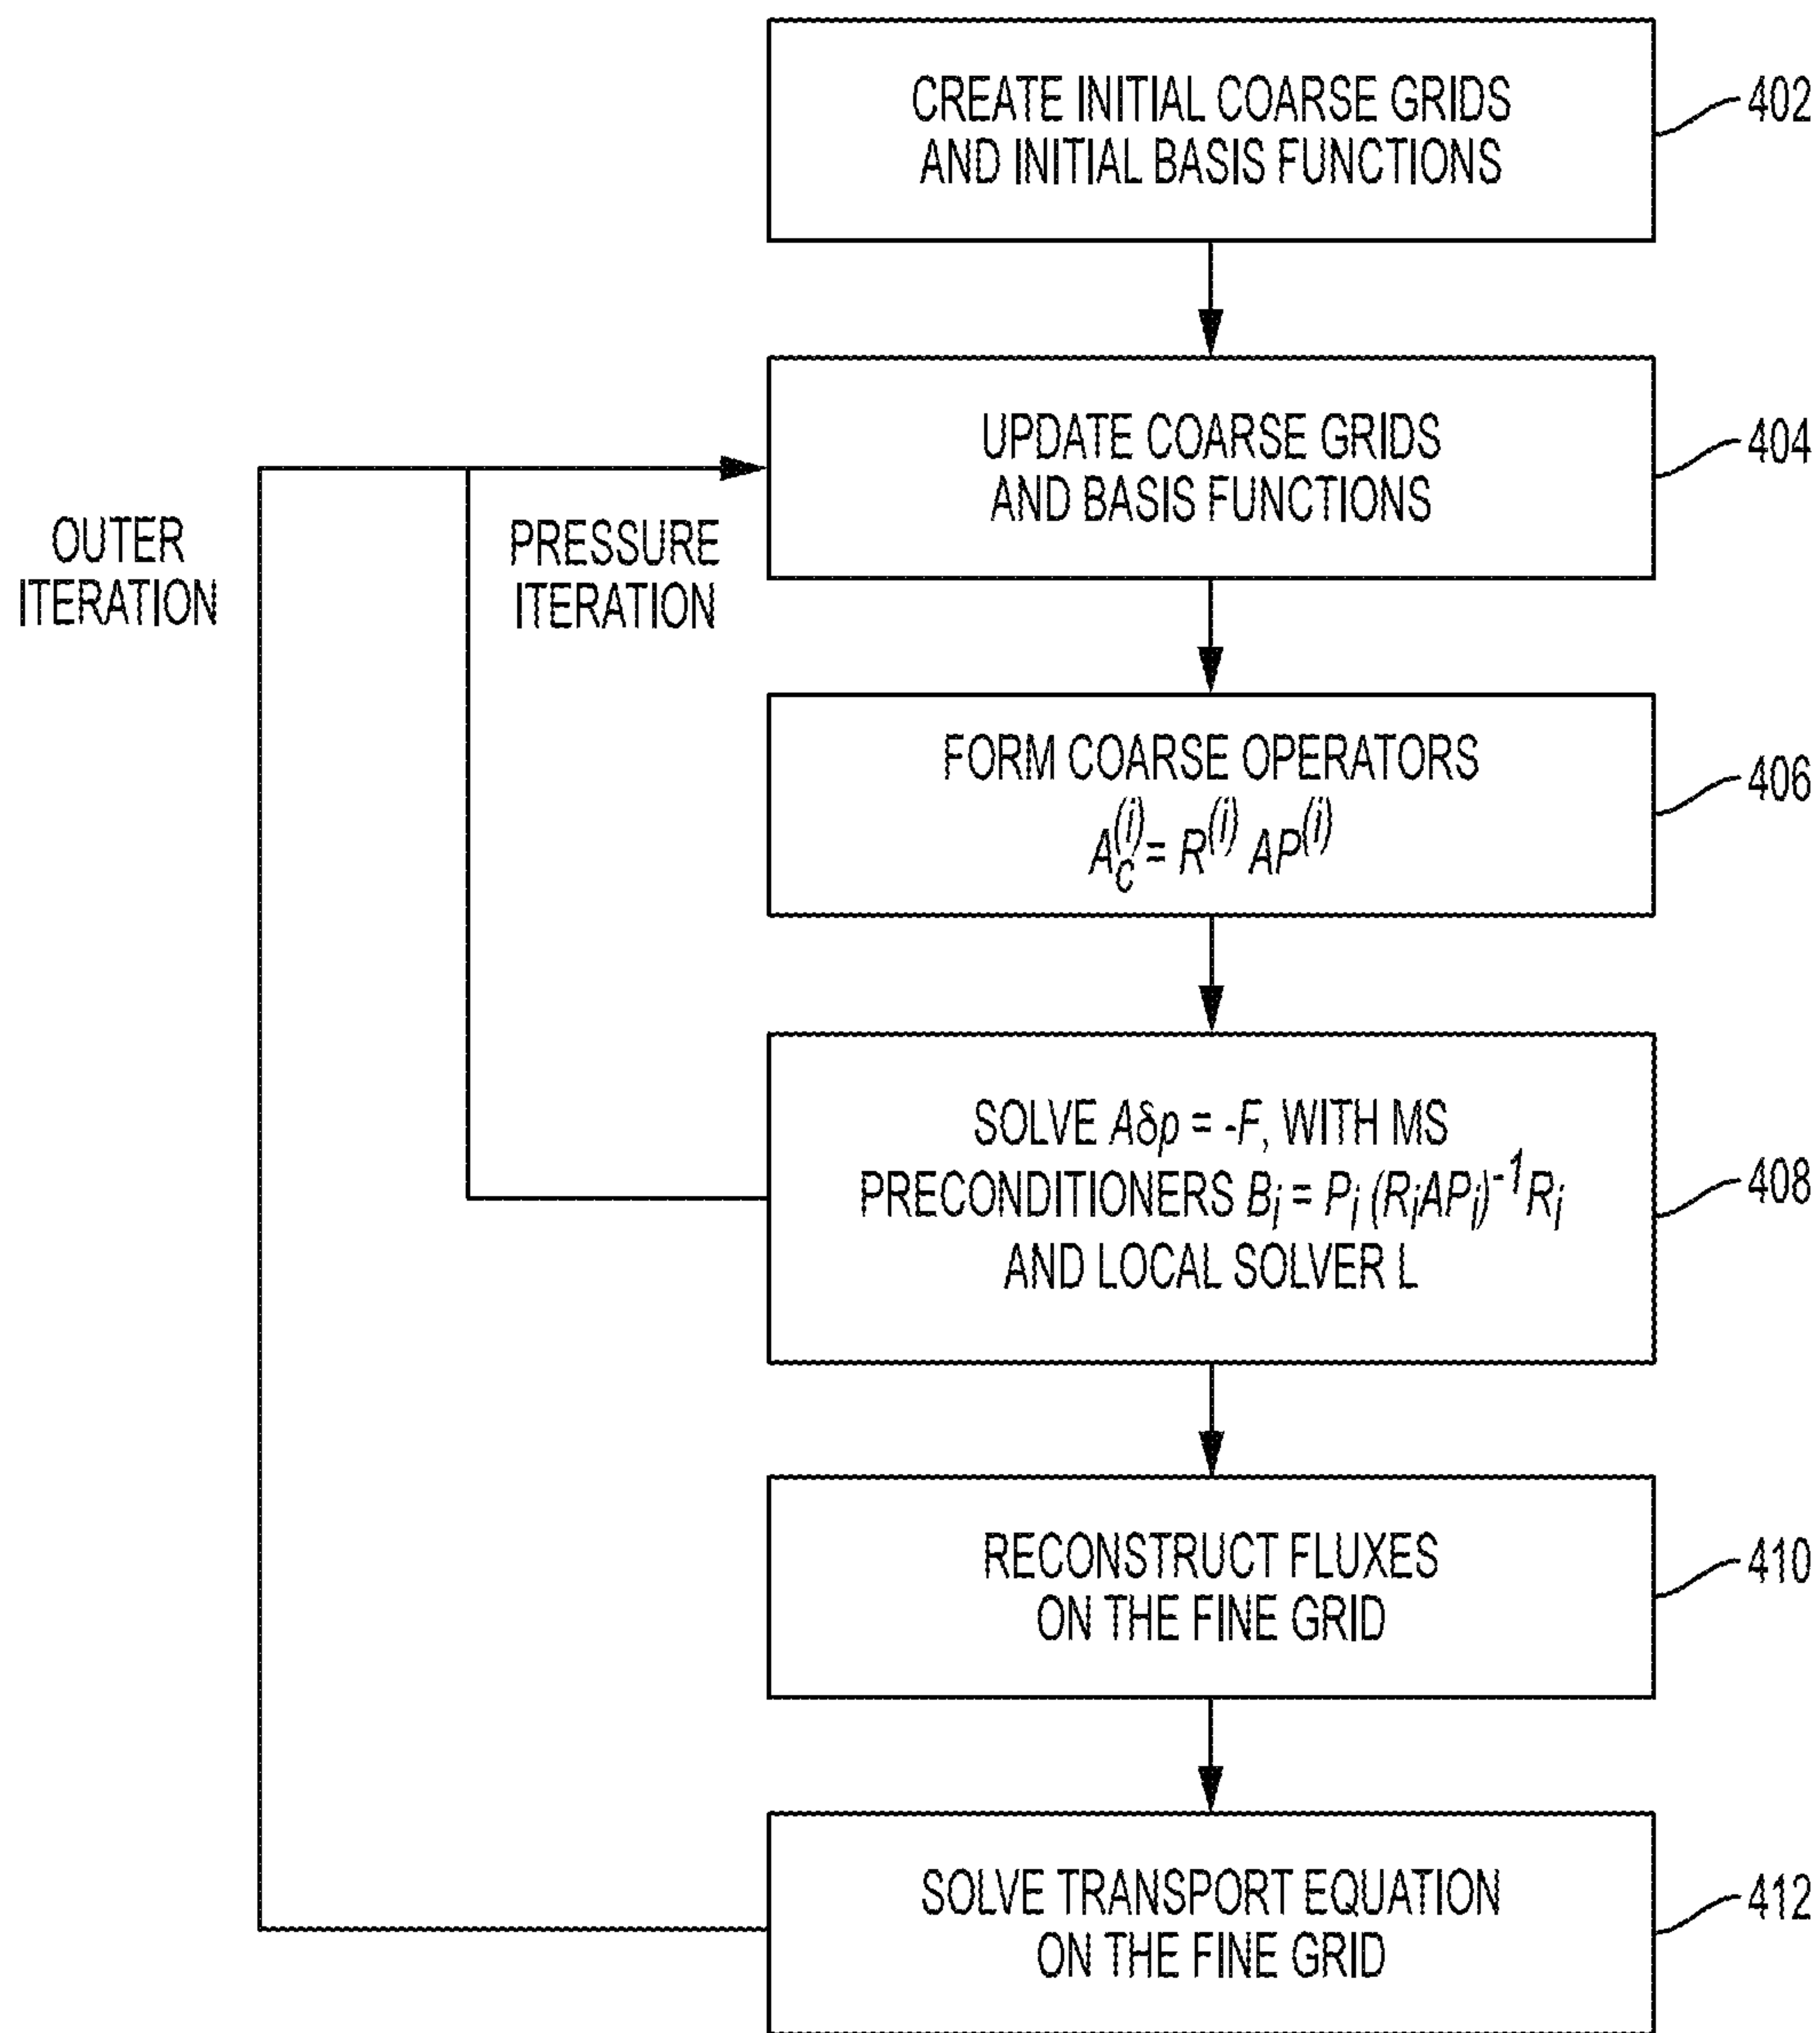 CREATE INITIAL COARSE GRIDS
AND INITIAL BASIS FUNCTIONS
402
UPDATE COARSE GRIDS
AND BASIS FUNCTIONS
404
OUTER
ITERATION
PRESSURE
ITERATION
FORM COARSE OPERATORS
A_c^{(i)} = R^{(i)} AP^{(i)}
406
SOLVE Aδp = -F, WITH MS
PRECONDITIONERS B_i = P_i (R_i AP_i)^{-1} R_i
AND LOCAL SOLVER L
408
RECONSTRUCT FLUXES
ON THE FINE GRID
410
SOLVE TRANSPORT EQUATION
ON THE FINE GRID
412